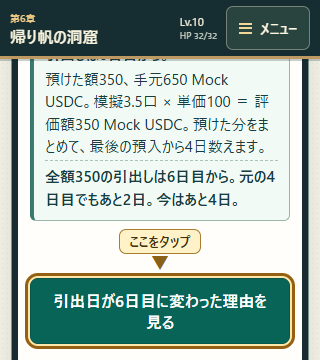 第6章
帰り帆の洞窟
Lv.10
HP 32/32
メニュー
預けた額350、手元650 Mock
USDC。模擬3.5口 × 単価100 ＝ 評
価額350 Mock USDC。預けた分をま
とめて、最後の預入から4日数えます。
全額350の引出しは6日目から。元の4
日目でもあと2日。今はあと4日。
ここをタップ
引出日が6日目に変わった理由を
見る